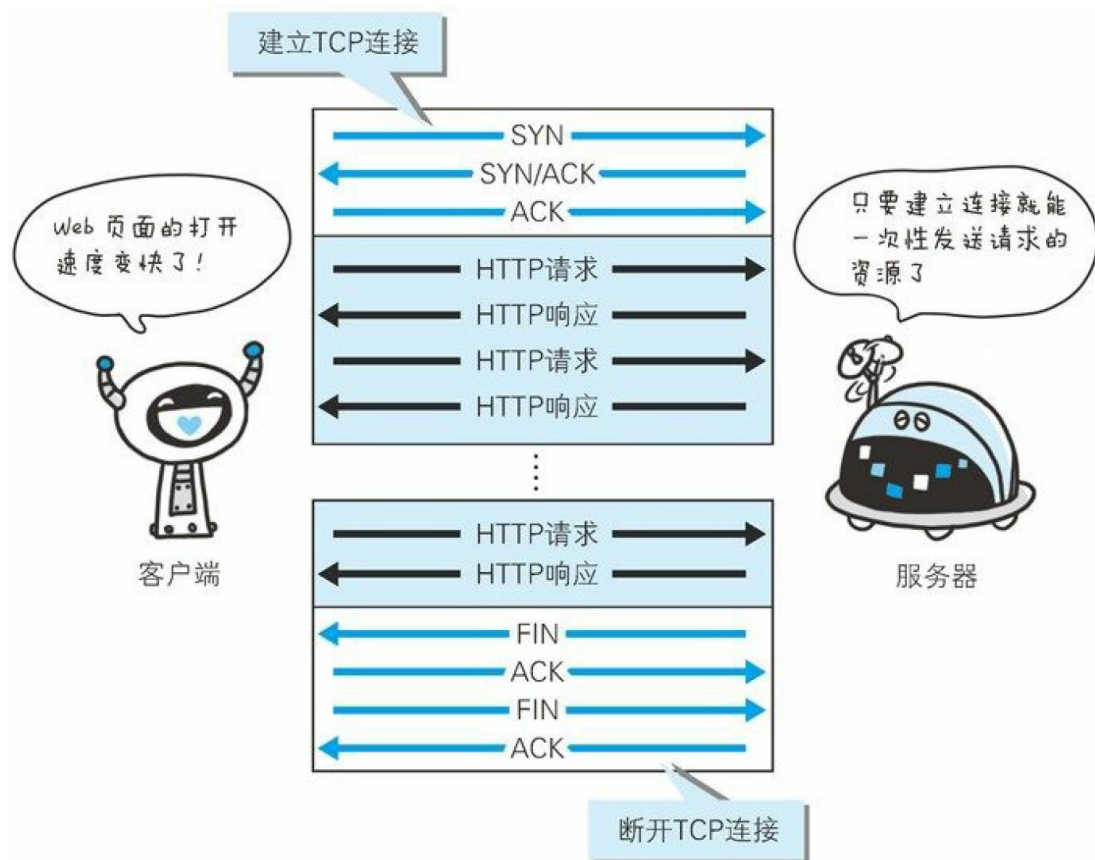 建立TCP连接
SYN
SYN/ACK
ACK
Web 页面的打开
速度变快了!
只要建立连接就能
一次性发送请求的
资源了
HTTP请求
HTTP响应
HTTP请求
HTTP响应
HTTP请求
HTTP响应
客户端
服务器
FIN
ACK
FIN
ACK
断开TCP连接